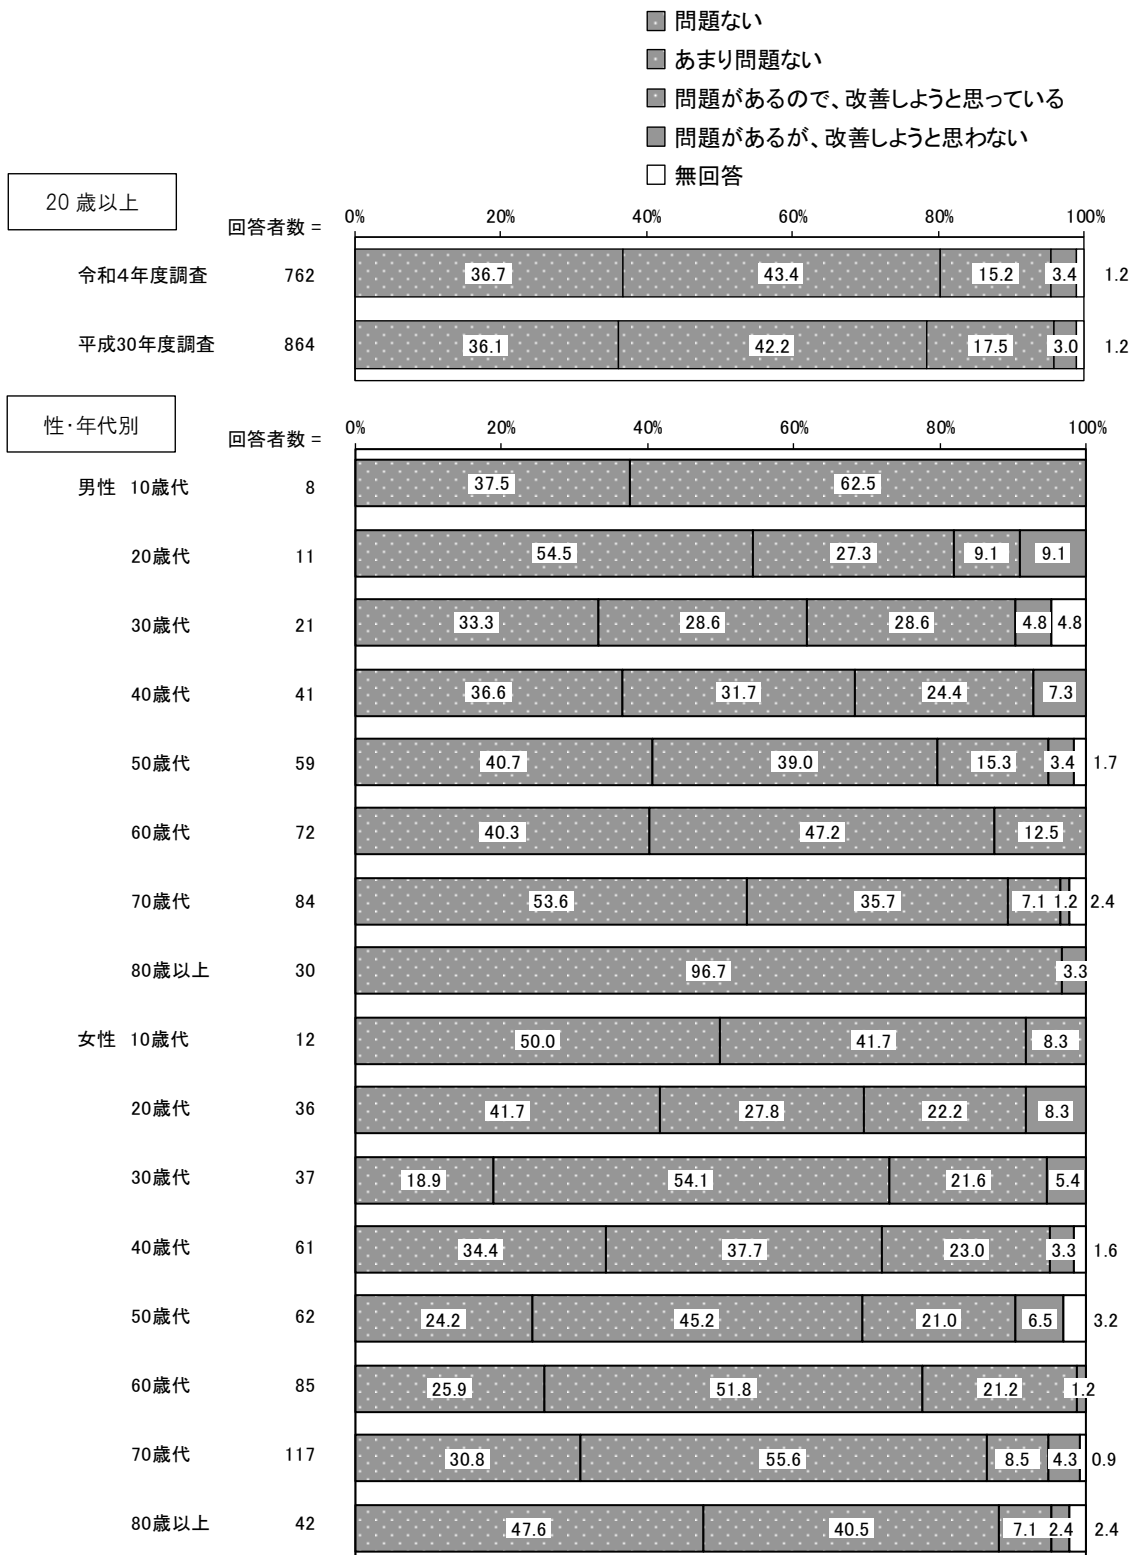 問題ない
あまり問題ない
問題があるので、改善しようと思っている
問題があるが、改善しようと思わない
無回答
20 歳以上
回答者数 = 0% 20% 40% 60% 80% 100%
令和4年度調査 762 36.7 43.4 15.2 3.4 1.2
平成30年度調査 864 36.1 42.2 17.5 3.0 1.2
性・年代別
回答者数 = 0% 20% 40% 60% 80% 100%
男性 10歳代 8 37.5 62.5
20歳代 11 54.5 27.3 9.1 9.1
30歳代 21 33.3 28.6 28.6 4.8 4.8
40歳代 41 36.6 31.7 24.4 7.3
50歳代 59 40.7 39.0 15.3 3.4 1.7
60歳代 72 40.3 47.2 12.5
70歳代 84 53.6 35.7 7.1 1.2 2.4
80歳以上 30 96.7 3.3
女性 10歳代 12 50.0 41.7 8.3
20歳代 36 41.7 27.8 22.2 8.3
30歳代 37 18.9 54.1 21.6 5.4
40歳代 61 34.4 37.7 23.0 3.3 1.6
50歳代 62 24.2 45.2 21.0 6.5 3.2
60歳代 85 25.9 51.8 21.2 1.2
70歳代 117 30.8 55.6 8.5 4.3 0.9
80歳以上 42 47.6 40.5 7.1 2.4 2.4